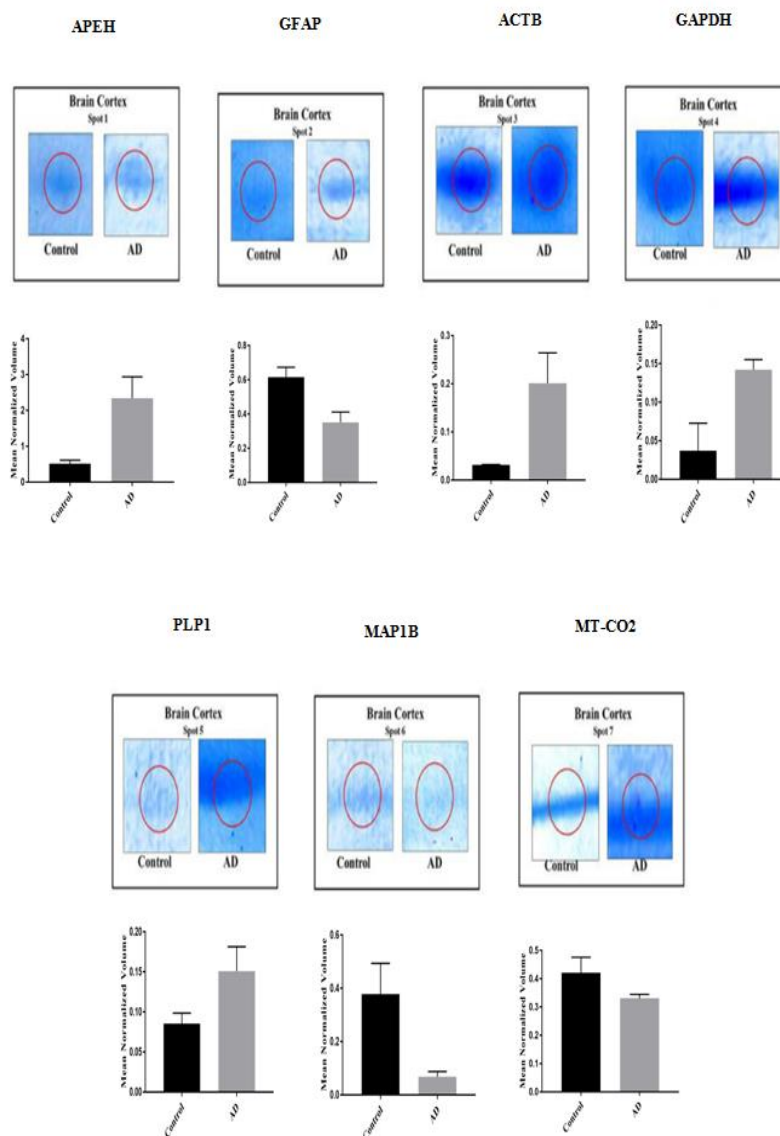 APEH
GFAP
ACTB
GAPDH
Brain Cortex
Spot 1
Control
AD
Brain Cortex
Spot 2
Control
AD
Brain Cortex
Spot 3
Control
AD
Brain Cortex
Spot 4
Control
AD
Mean Normalized Volume
4
3
2
1
0
Control
AD
Mean Normalized Volume
0.8
0.6
0.4
0.2
0.0
Control
AD
Mean Normalized Volume
0.3
0.2
0.1
0.0
Control
AD
Mean Normalized Volume
0.20
0.15
0.10
0.05
0.00
Control
AD
PLP1
MAP1B
MT-CO2
Brain Cortex
Spot 5
Control
AD
Brain Cortex
Spot 6
Control
AD
Brain Cortex
Spot 7
Control
AD
Mean Normalized Volume
0.20
0.15
0.10
0.05
0.00
Control
AD
Mean Normalized Volume
0.6
0.4
0.2
0.0
Control
AD
Mean Normalized Volume
0.5
0.4
0.3
0.2
0.1
0.0
Control
AD